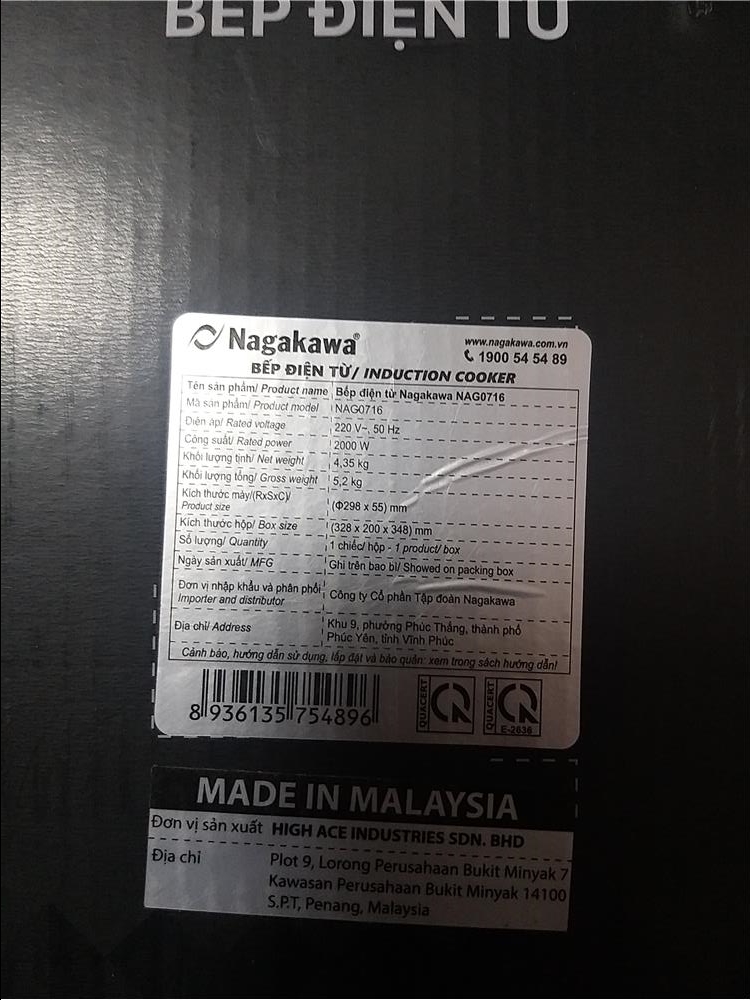 BẾP ĐIỆN TỪ
Nagakawa®
www.nagakawa.com.vn
1900 54 54 89
BẾP ĐIỆN TỪ/ INDUCTION COOKER
Tên sản phẩm/ Product name Bếp điện từ Nagakawa NAG0716
Mã sản phẩm/ Product model NAG0716
Điện áp/ Rated voltage 220 V~, 50 Hz
Công suất/ Rated power 2000 W
Khối lượng tịnh/ Net weight 4,35 kg
Khối lượng tổng/ Gross weight 5,2 kg
Kích thước máy/(RxSxC)/
Product size (Φ298 x 55) mm
Kích thước hộp/ Box size (328 x 200 x 348) mm
Số lượng/ Quantity 1 chiếc/ hộp - 1 product/ box
Ngày sản xuất/ MFG Ghi trên bao bì/ Showed on packing box
Đơn vị nhập khẩu và phân phối/
Importer and distributor Công ty Cổ phần Tập đoàn Nagakawa
Địa chỉ/ Address Khu 9, phường Phúc Thắng, thành phố
Phúc Yên, tỉnh Vĩnh Phúc
Cảnh báo, hướng dẫn sử dụng, lắp đặt và bảo quản: xem trong sách hướng dẫn!
8 936135 754896
QUACERT
QUACERT
E-2636
MADE IN MALAYSIA
Đơn vị sản xuất HIGH ACE INDUSTRIES SDN. BHD
Địa chỉ Plot 9, Lorong Perusahaan Bukit Minyak 7
Kawasan Perusahaan Bukit Minyak 14100
S.P.T, Penang, Malaysia